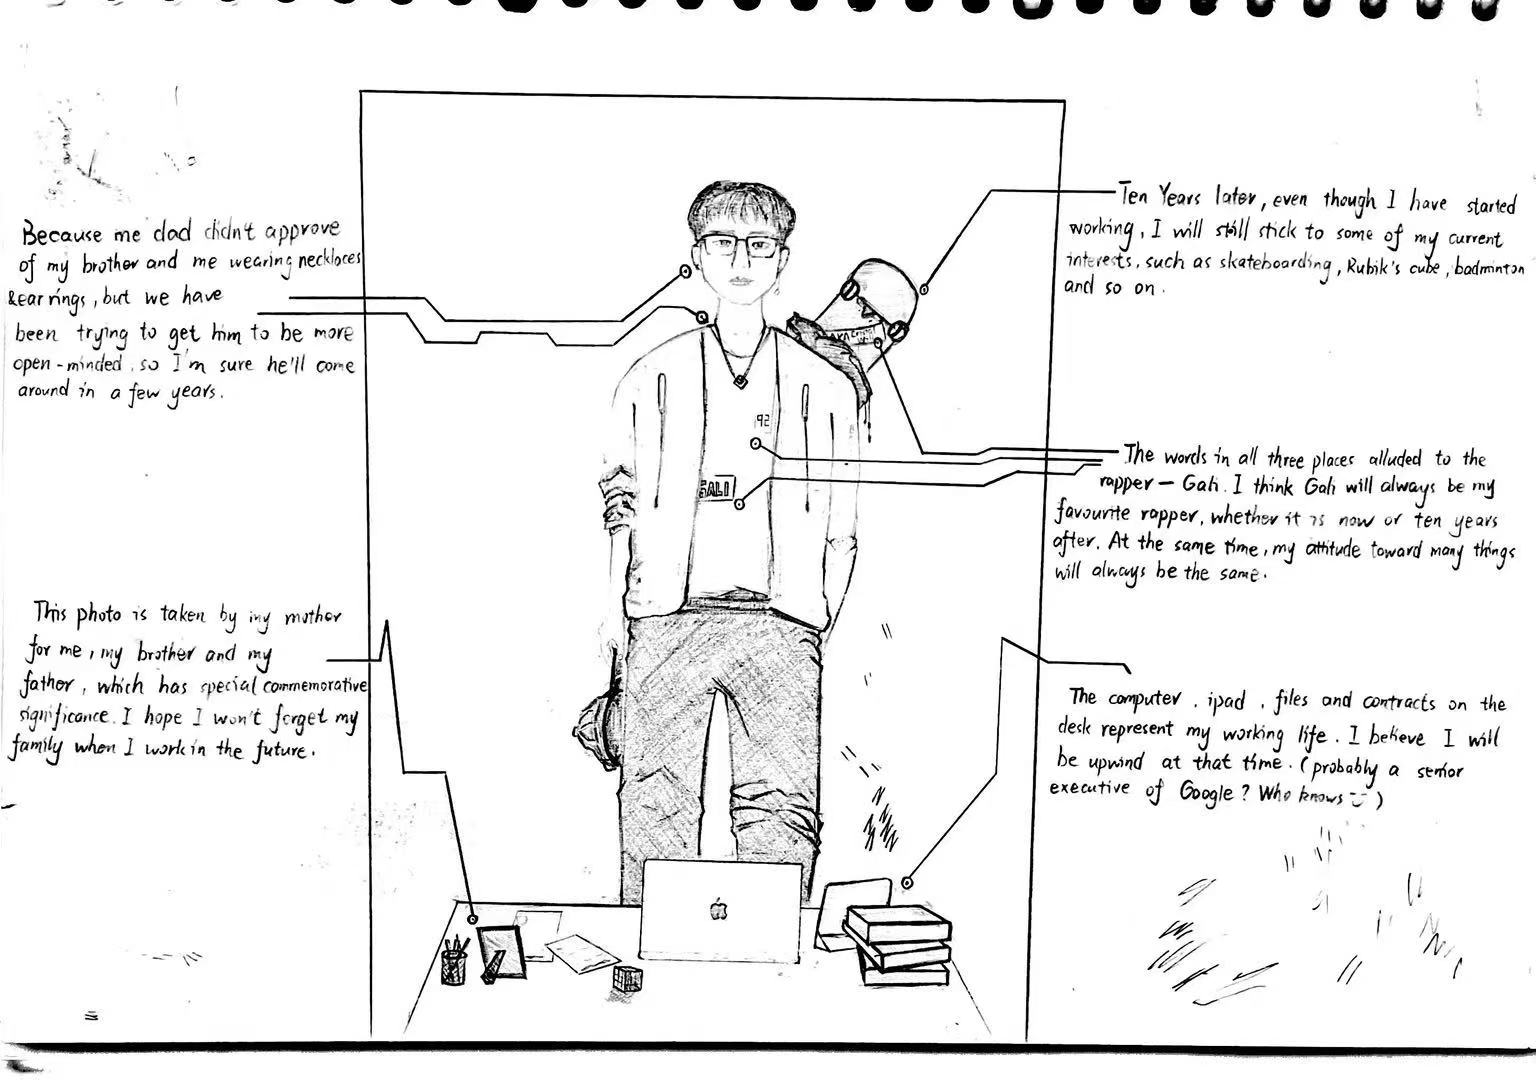 Because me dad didn't approve
of my brother and me wearing necklaces
& ear rings, but we have
been trying to get him to be more
open-minded. so I'm sure he'll come
around in a few years.
This photo is taken by my mother
for me, my brother and my
father, which has special commemorative
significance. I hope I won't forget my
family when I work in the future.
192
GALI
Ten Years later, even though I have started
working, I will still stick to some of my current
interests, such as skateboarding, Rubik's cube, badminton
and so on.
The words in all three places alluded to the
rapper — Gali. I think Gali will always be my
favourite rapper, whether it is now or ten years
after. At the same time, my attitude toward many things
will always be the same.
The computer, ipad, files and contracts on the
desk represent my working life. I believe I will
be upwind at that time. (probably a senior
executive of Google? Who knows )